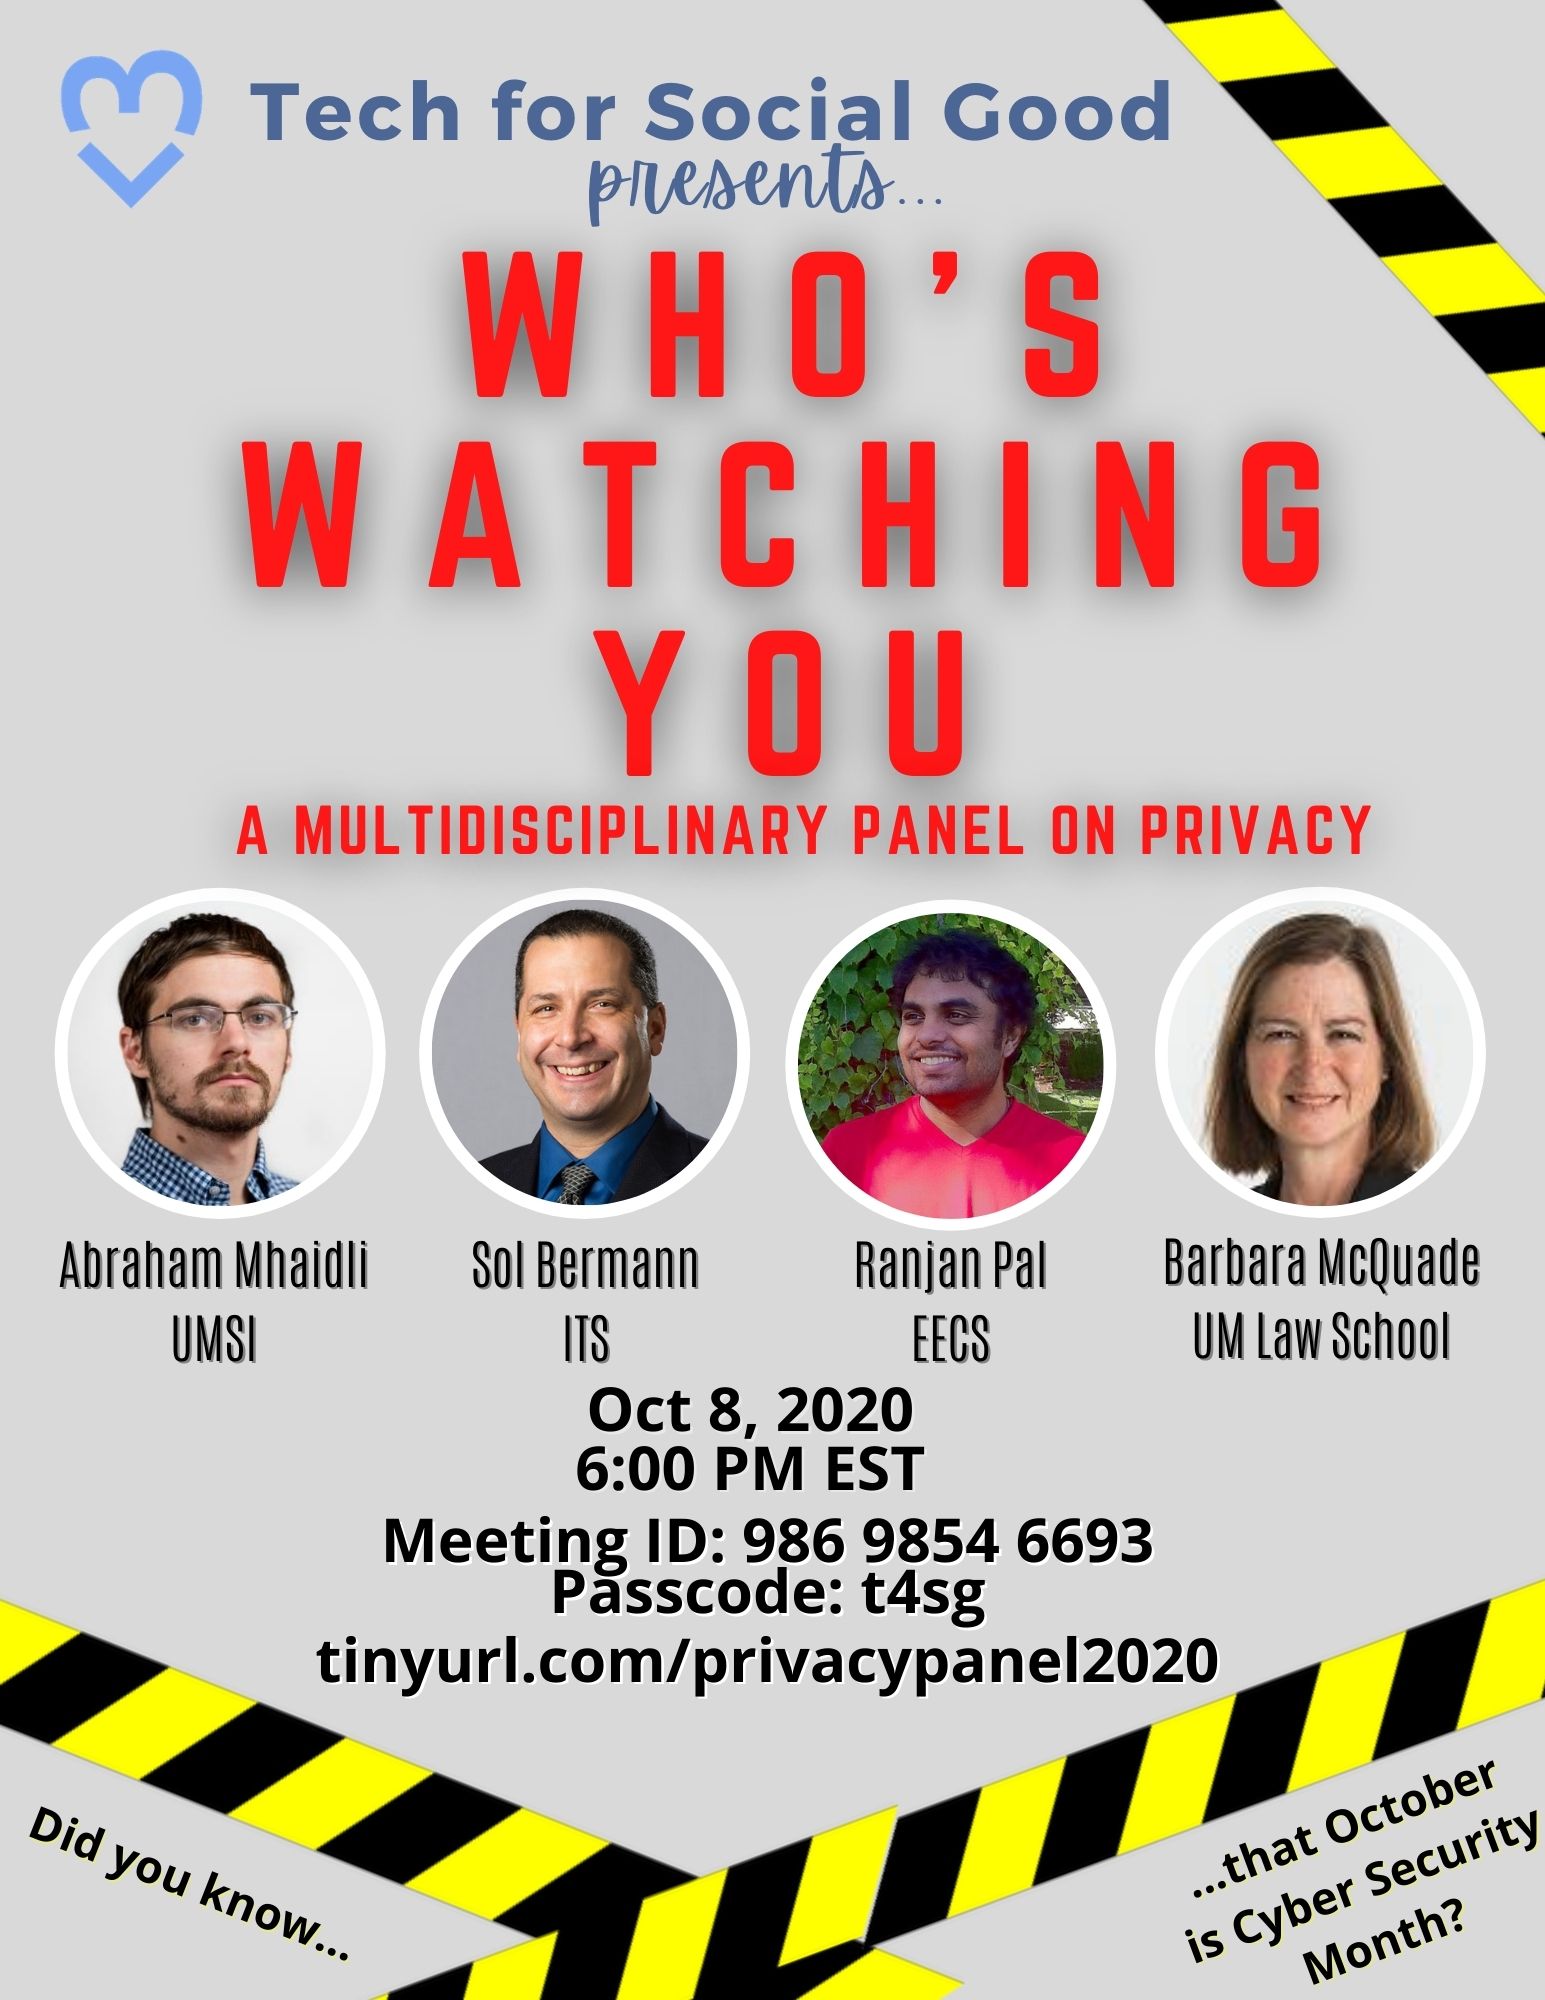 Tech for Social Good
presents...
WHO'S
WATCHING
YOU
A MULTIDISCIPLINARY PANEL ON PRIVACY
Abraham Mhaidli
UMSI
Sol Bermann
ITS
Ranjan Pal
EECS
Barbara McQuade
UM Law School
Oct 8, 2020
6:00 PM EST
Meeting ID: 986 9854 6693
Passcode: t4sg
tinyurl.com/privacypanel2020
Did you know...
...that October
is Cyber Security
Month?